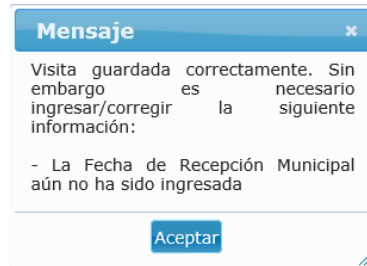 Mensaje
Visita guardada correctamente. Sin
embargo es necesario
ingresar/corregir la siguiente
información:
- La Fecha de Recepción Municipal
aún no ha sido ingresada
Aceptar